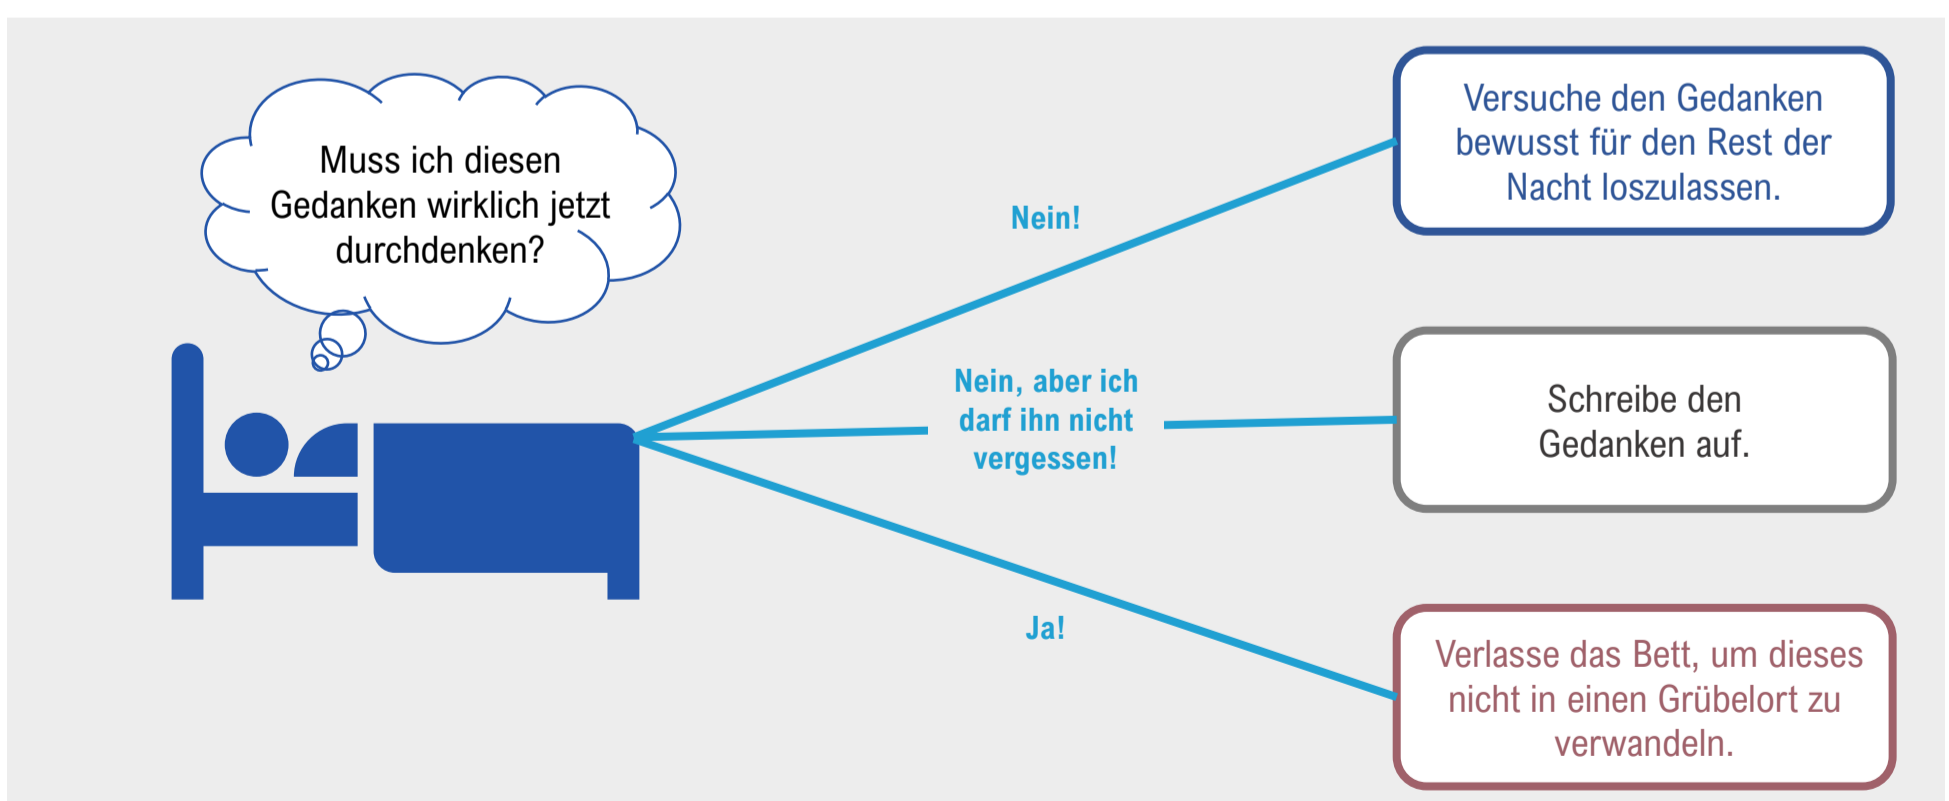 Muss ich diesen
Gedanken wirklich jetzt
durchdenken?
Nein!
Versuche den Gedanken
bewusst für den Rest der
Nacht loszulassen.
Nein, aber ich
darf ihn nicht
vergessen!
Schreibe den
Gedanken auf.
Ja!
Verlasse das Bett, um dieses
nicht in einen Grübelort zu
verwandeln.